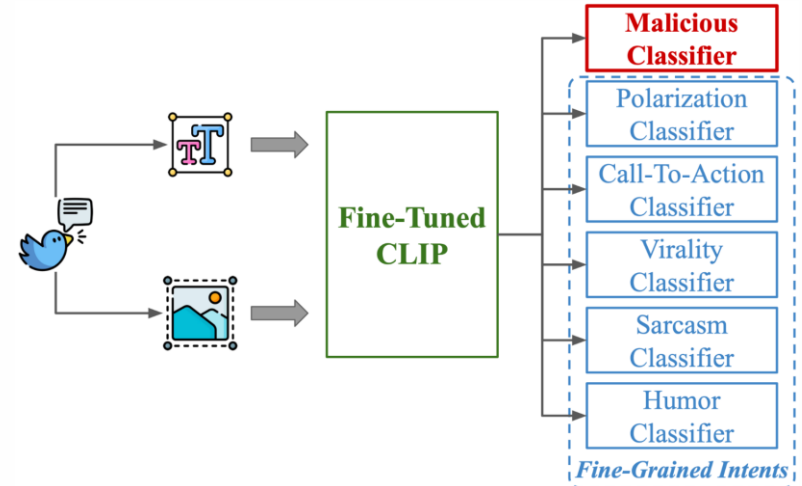 Malicious
Classifier
Polarization
Classifier
Call-To-Action
Classifier
Virality
Classifier
Sarcasm
Classifier
Humor
Classifier
Fine-Grained Intents
Fine-Tuned
CLIP
TT